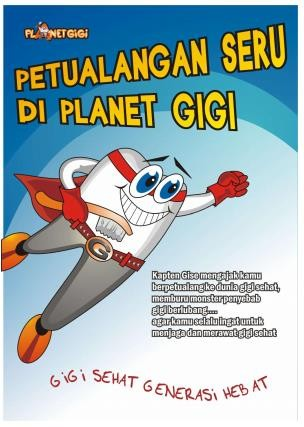 PLANETGIGI
PETUALANGAN SERU
DI PLANET GIGI
G
Kapten Gise mengajak kamu
berpetualang ke dunia gigi sehat,
memburu monster penyebab
gigi berlubang,....
agar kamu selalu ingat untuk
menjaga dan merawat gigi sehat
GIGI SEHAT GENERASI HEBAT